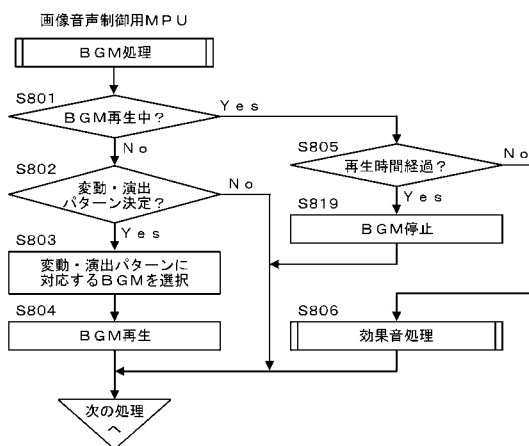 画像音声制御用MPU
BGM処理
S801
BGM再生中?
Yes
No
S802
変動・演出
パターン決定?
No
Yes
S803
変動・演出パターンに
対応するBGMを選択
S804
BGM再生
S805
再生時間経過?
No
Yes
S819
BGM停止
S806
効果音処理
次の処理
へ